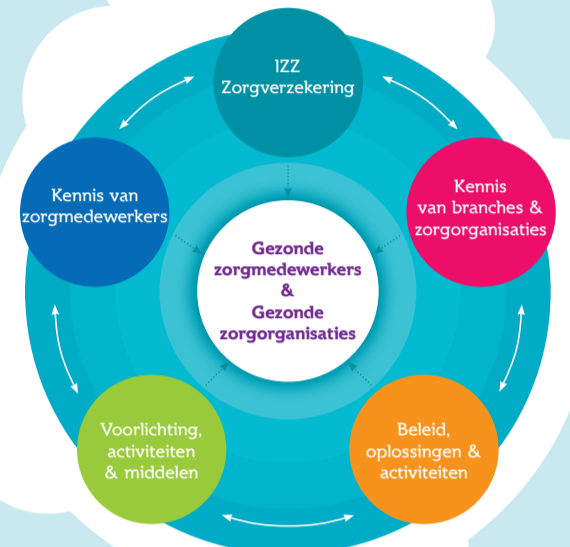 IZZ
Zorgverzekering
Kennis van
zorgmedewerkers
Kennis
van branches &
zorgorganisaties
Gezonde
zorgmedewerkers
&
Gezonde
zorgorganisaties
Voorlichting,
activiteiten
& middelen
Beleid,
oplossingen &
activiteiten